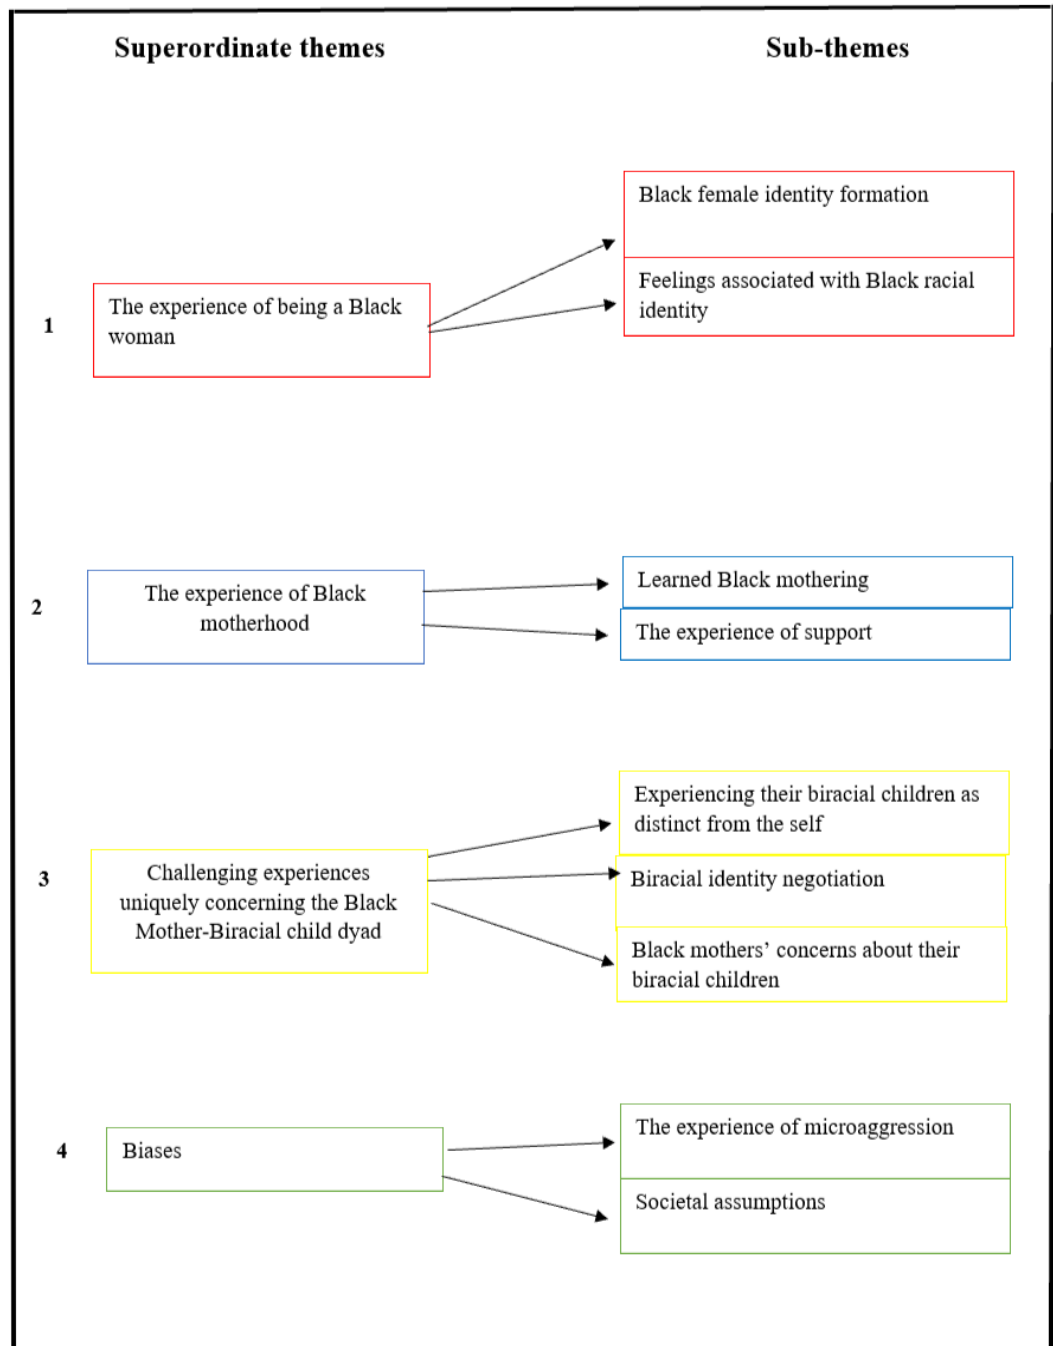 Superordinate themes
Sub-themes
1
The experience of being a Black
woman
Black female identity formation
Feelings associated with Black racial
identity
2
The experience of Black
motherhood
Learned Black mothering
The experience of support
3
Challenging experiences
uniquely concerning the Black
Mother-Biracial child dyad
Experiencing their biracial children as
distinct from the self
Biracial identity negotiation
Black mothers’ concerns about their
biracial children
4
Biases
The experience of microaggression
Societal assumptions